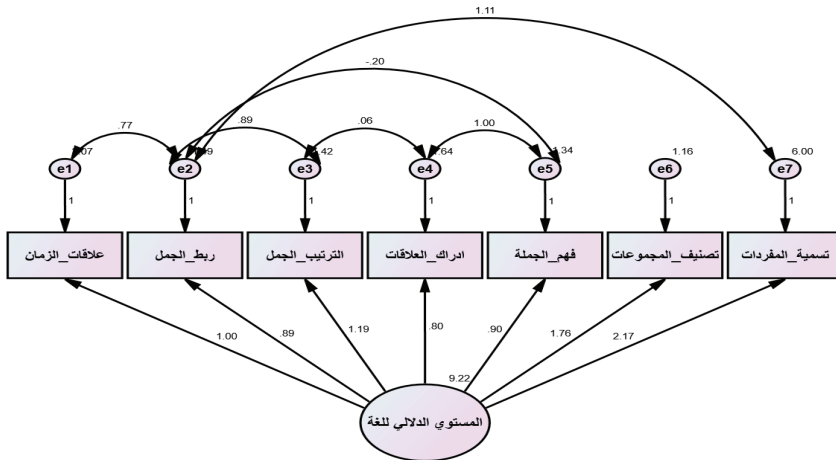 1.11
-.20
.77
.89
.06
1.00
.42
.64
1.34
1.16
6.00
e1
e2
e3
e4
e5
e6
e7
1
1
1
1
1
1
1
علاقات_الزمان
ربط_الجمل
الترتيب_الجمل
ادراك_العلاقات
فهم_الجملة
تصنيف_المجموعات
تسمية_المفردات
1.00
.89
1.19
.80
.90
1.76
2.17
9.22
المستوي الدلالي للغة